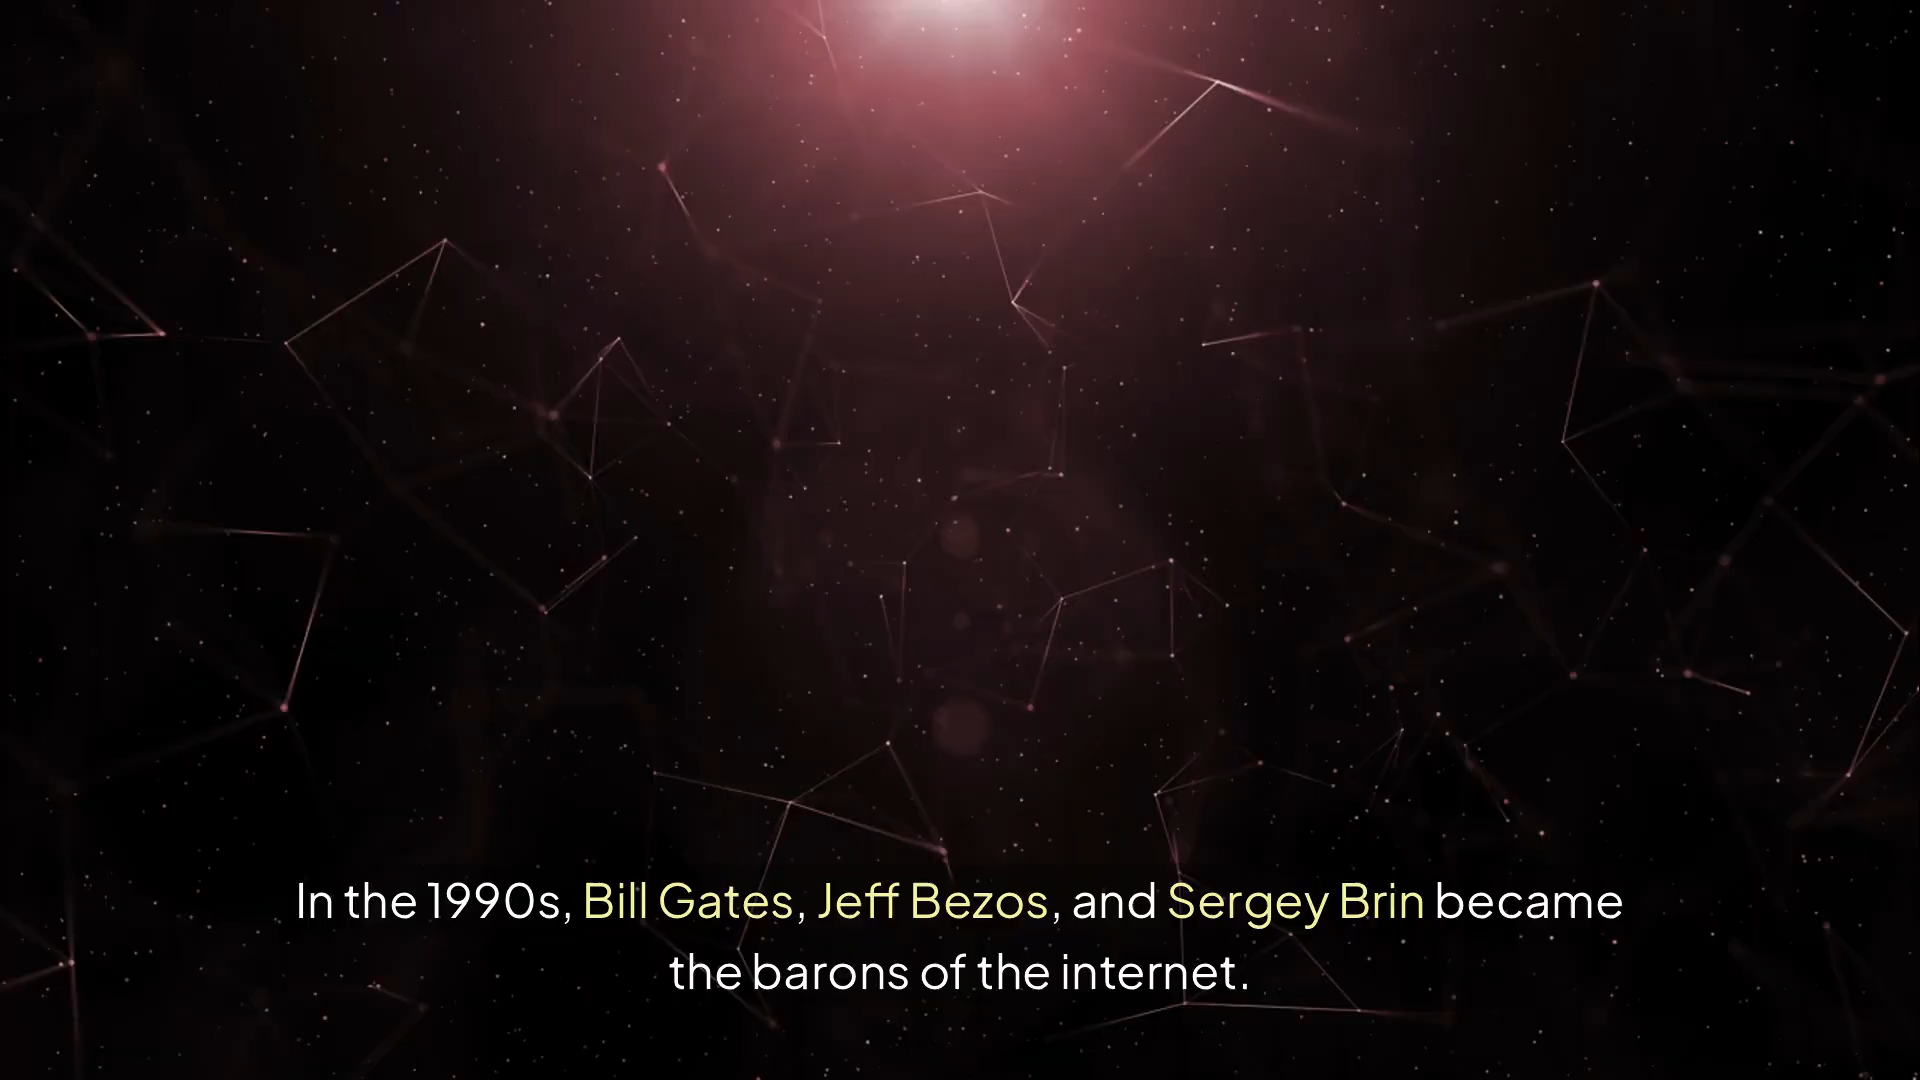 In the 1990s, Bill Gates, Jeff Bezos, and Sergey Brin became
the barons of the internet.